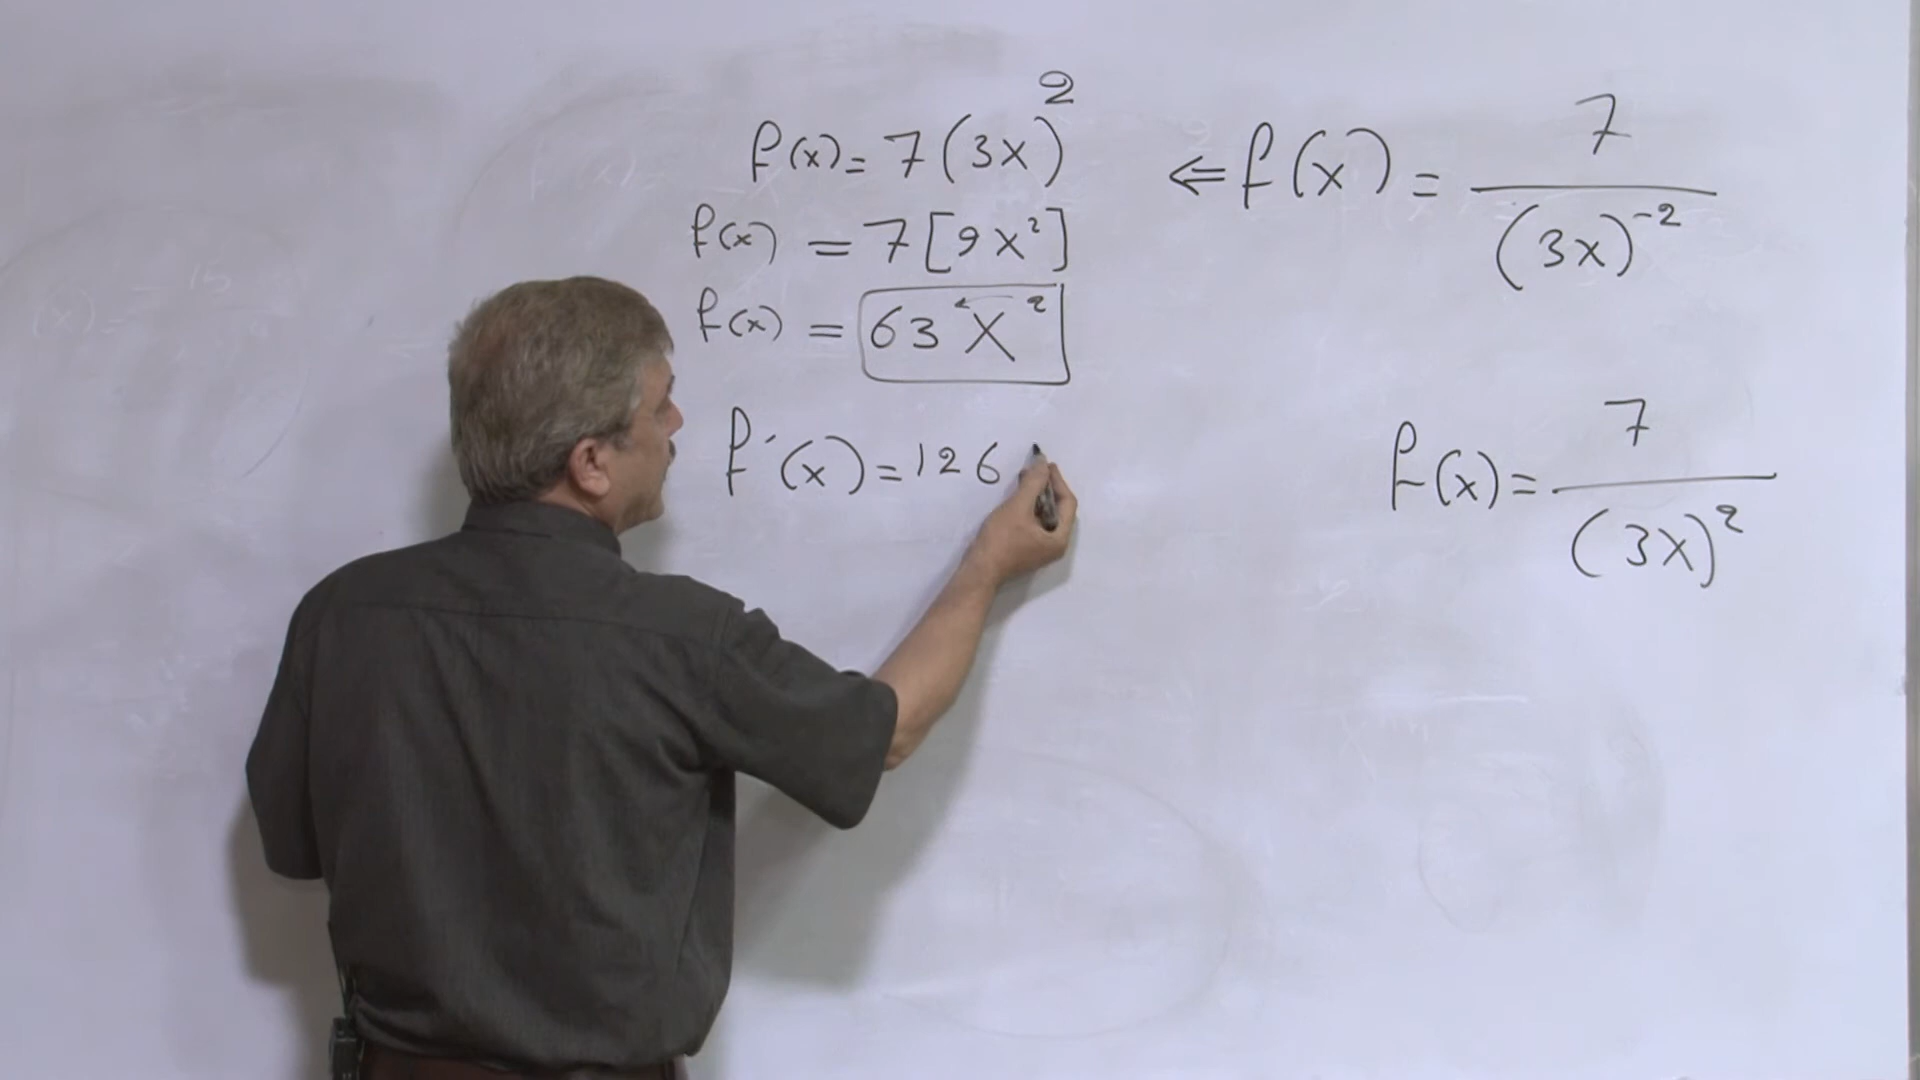 f(x) = 7(3x)²
f(x) = 7[9x²]
f(x) = 63x²
f'(x) = 126
⇐ f(x) = 7 / (3x)⁻²
f(x) = 7 / (3x)²